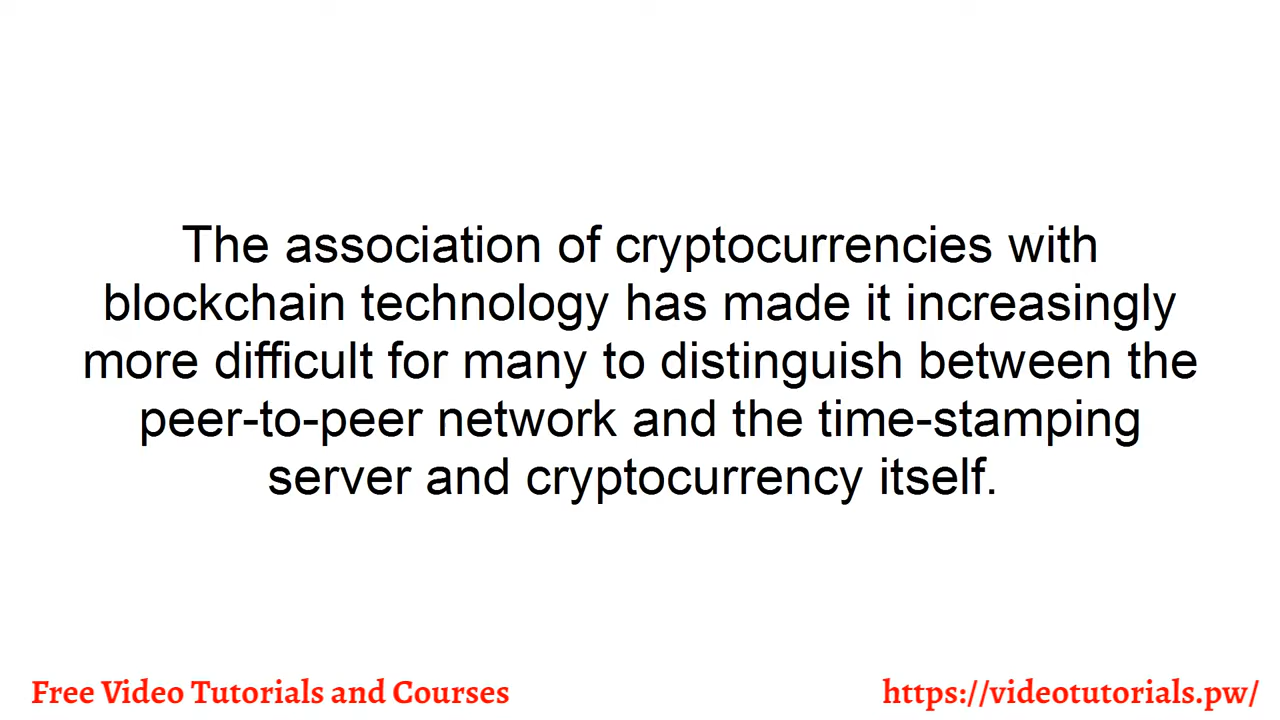 The association of cryptocurrencies with
blockchain technology has made it increasingly
more difficult for many to distinguish between the
peer-to-peer network and the time-stamping
server and cryptocurrency itself.
Free Video Tutorials and Courses
https://videotutorials.pw/